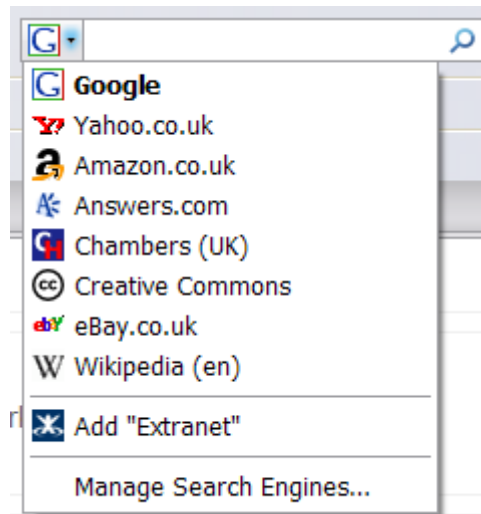 G
Google
Yahoo.co.uk
Amazon.co.uk
Answers.com
Chambers (UK)
Creative Commons
eBay.co.uk
Wikipedia (en)
Add "Extranet"
Manage Search Engines...